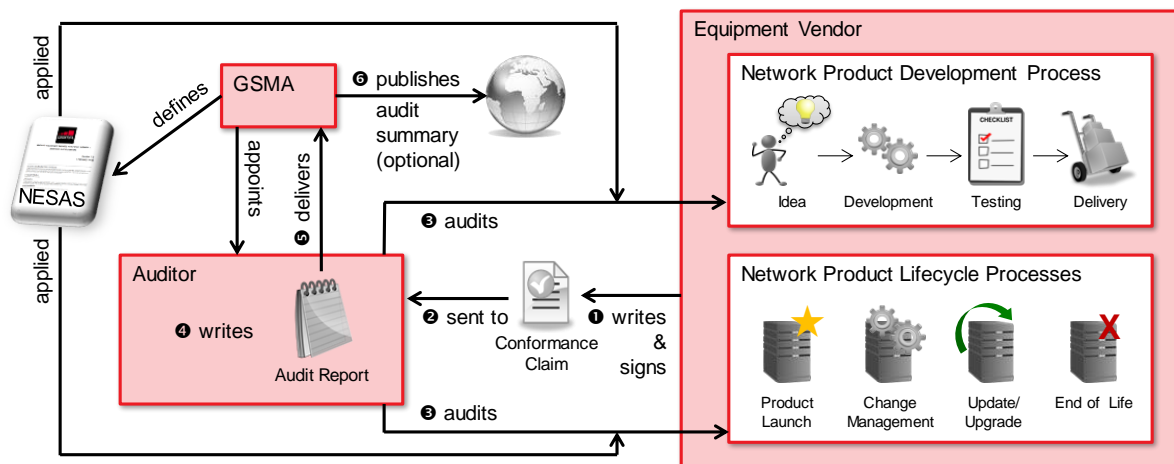 applied
defines
NESAS
applied
GSMA
❻ publishes
audit
summary
(optional)
appoints
❺ delivers
Auditor
❹ writes
Audit Report
❸ audits
❷ sent to
Conformance
Claim
❶ writes
&
signs
❸ audits
Equipment Vendor
Network Product Development Process
CHECKLIST
Idea
Development
Testing
Delivery
Network Product Lifecycle Processes
X
Product
Launch
Change
Management
Update/
Upgrade
End of Life